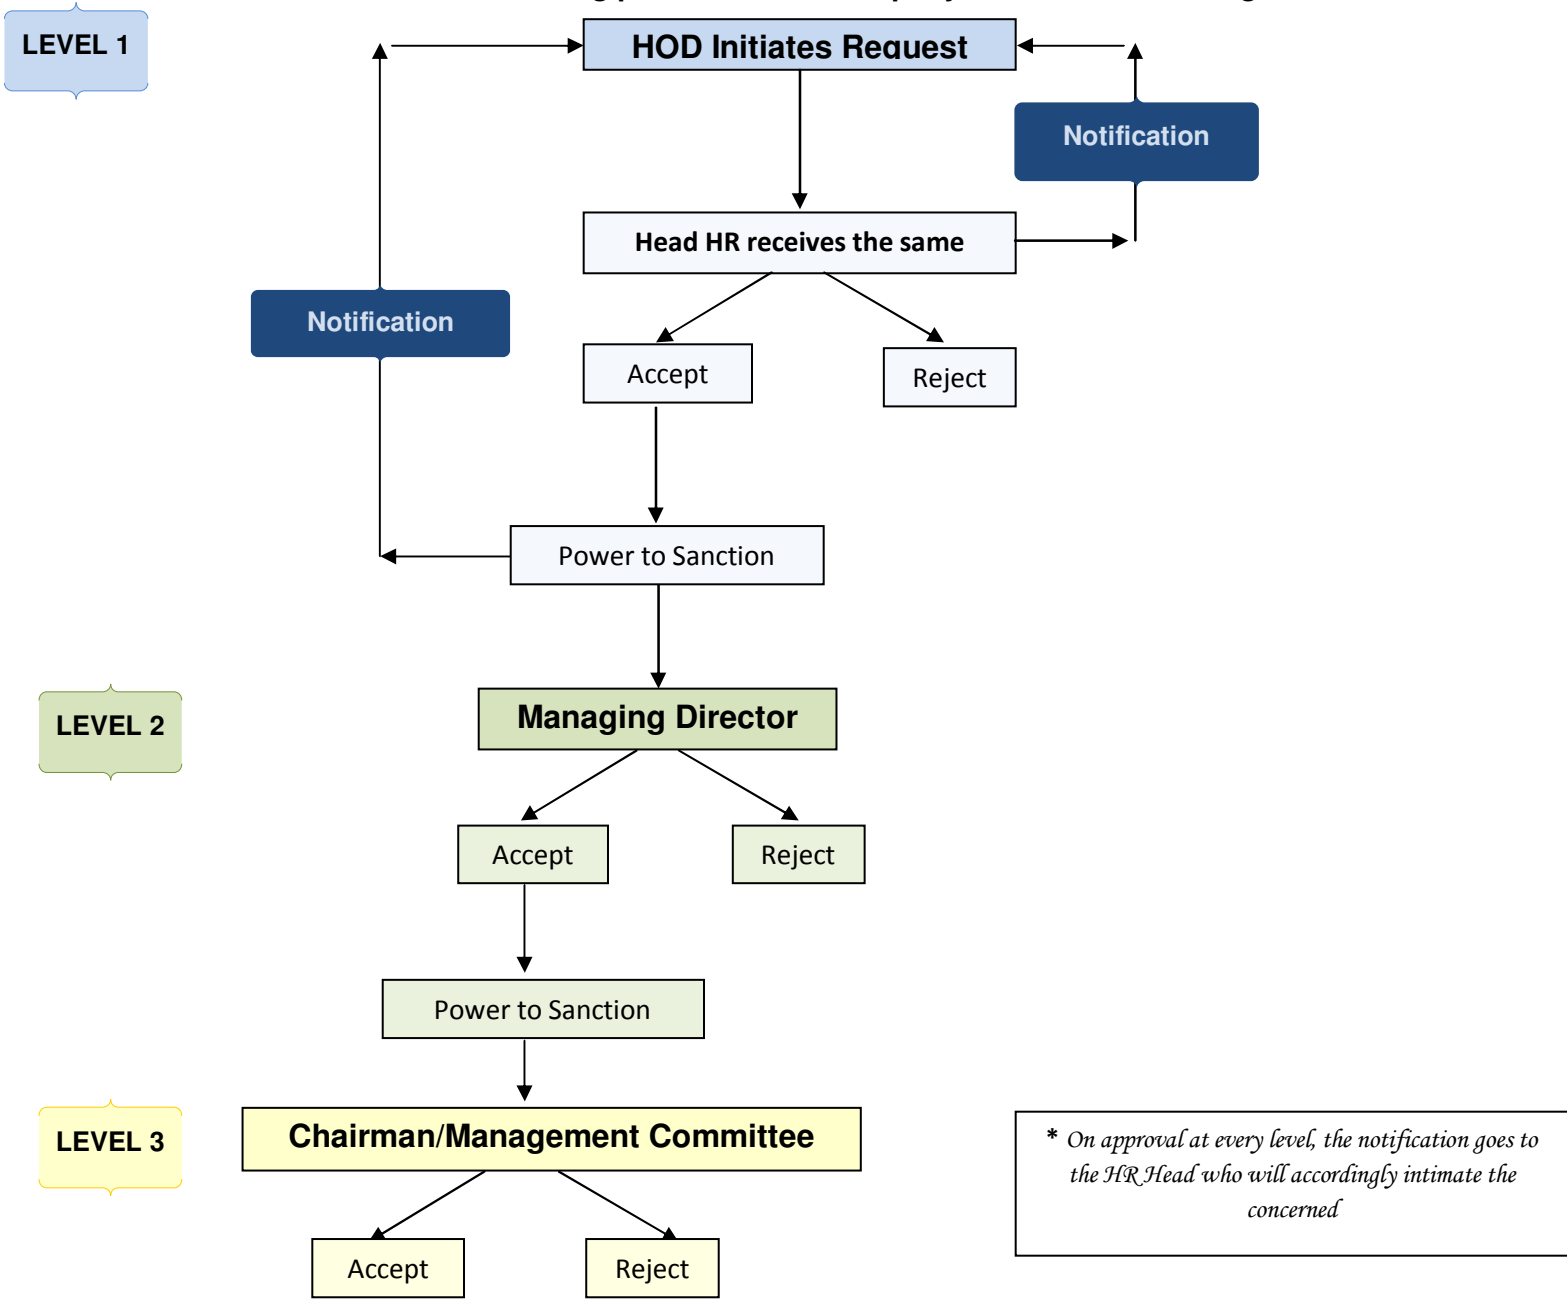 LEVEL 1
HOD Initiates Request
Notification
Head HR receives the same
Notification
Accept
Reject
Power to Sanction
LEVEL 2
Managing Director
Accept
Reject
Power to Sanction
LEVEL 3
Chairman/Management Committee
* On approval at every level, the notification goes to
the HR Head who will accordingly intimate the
concerned
Accept
Reject